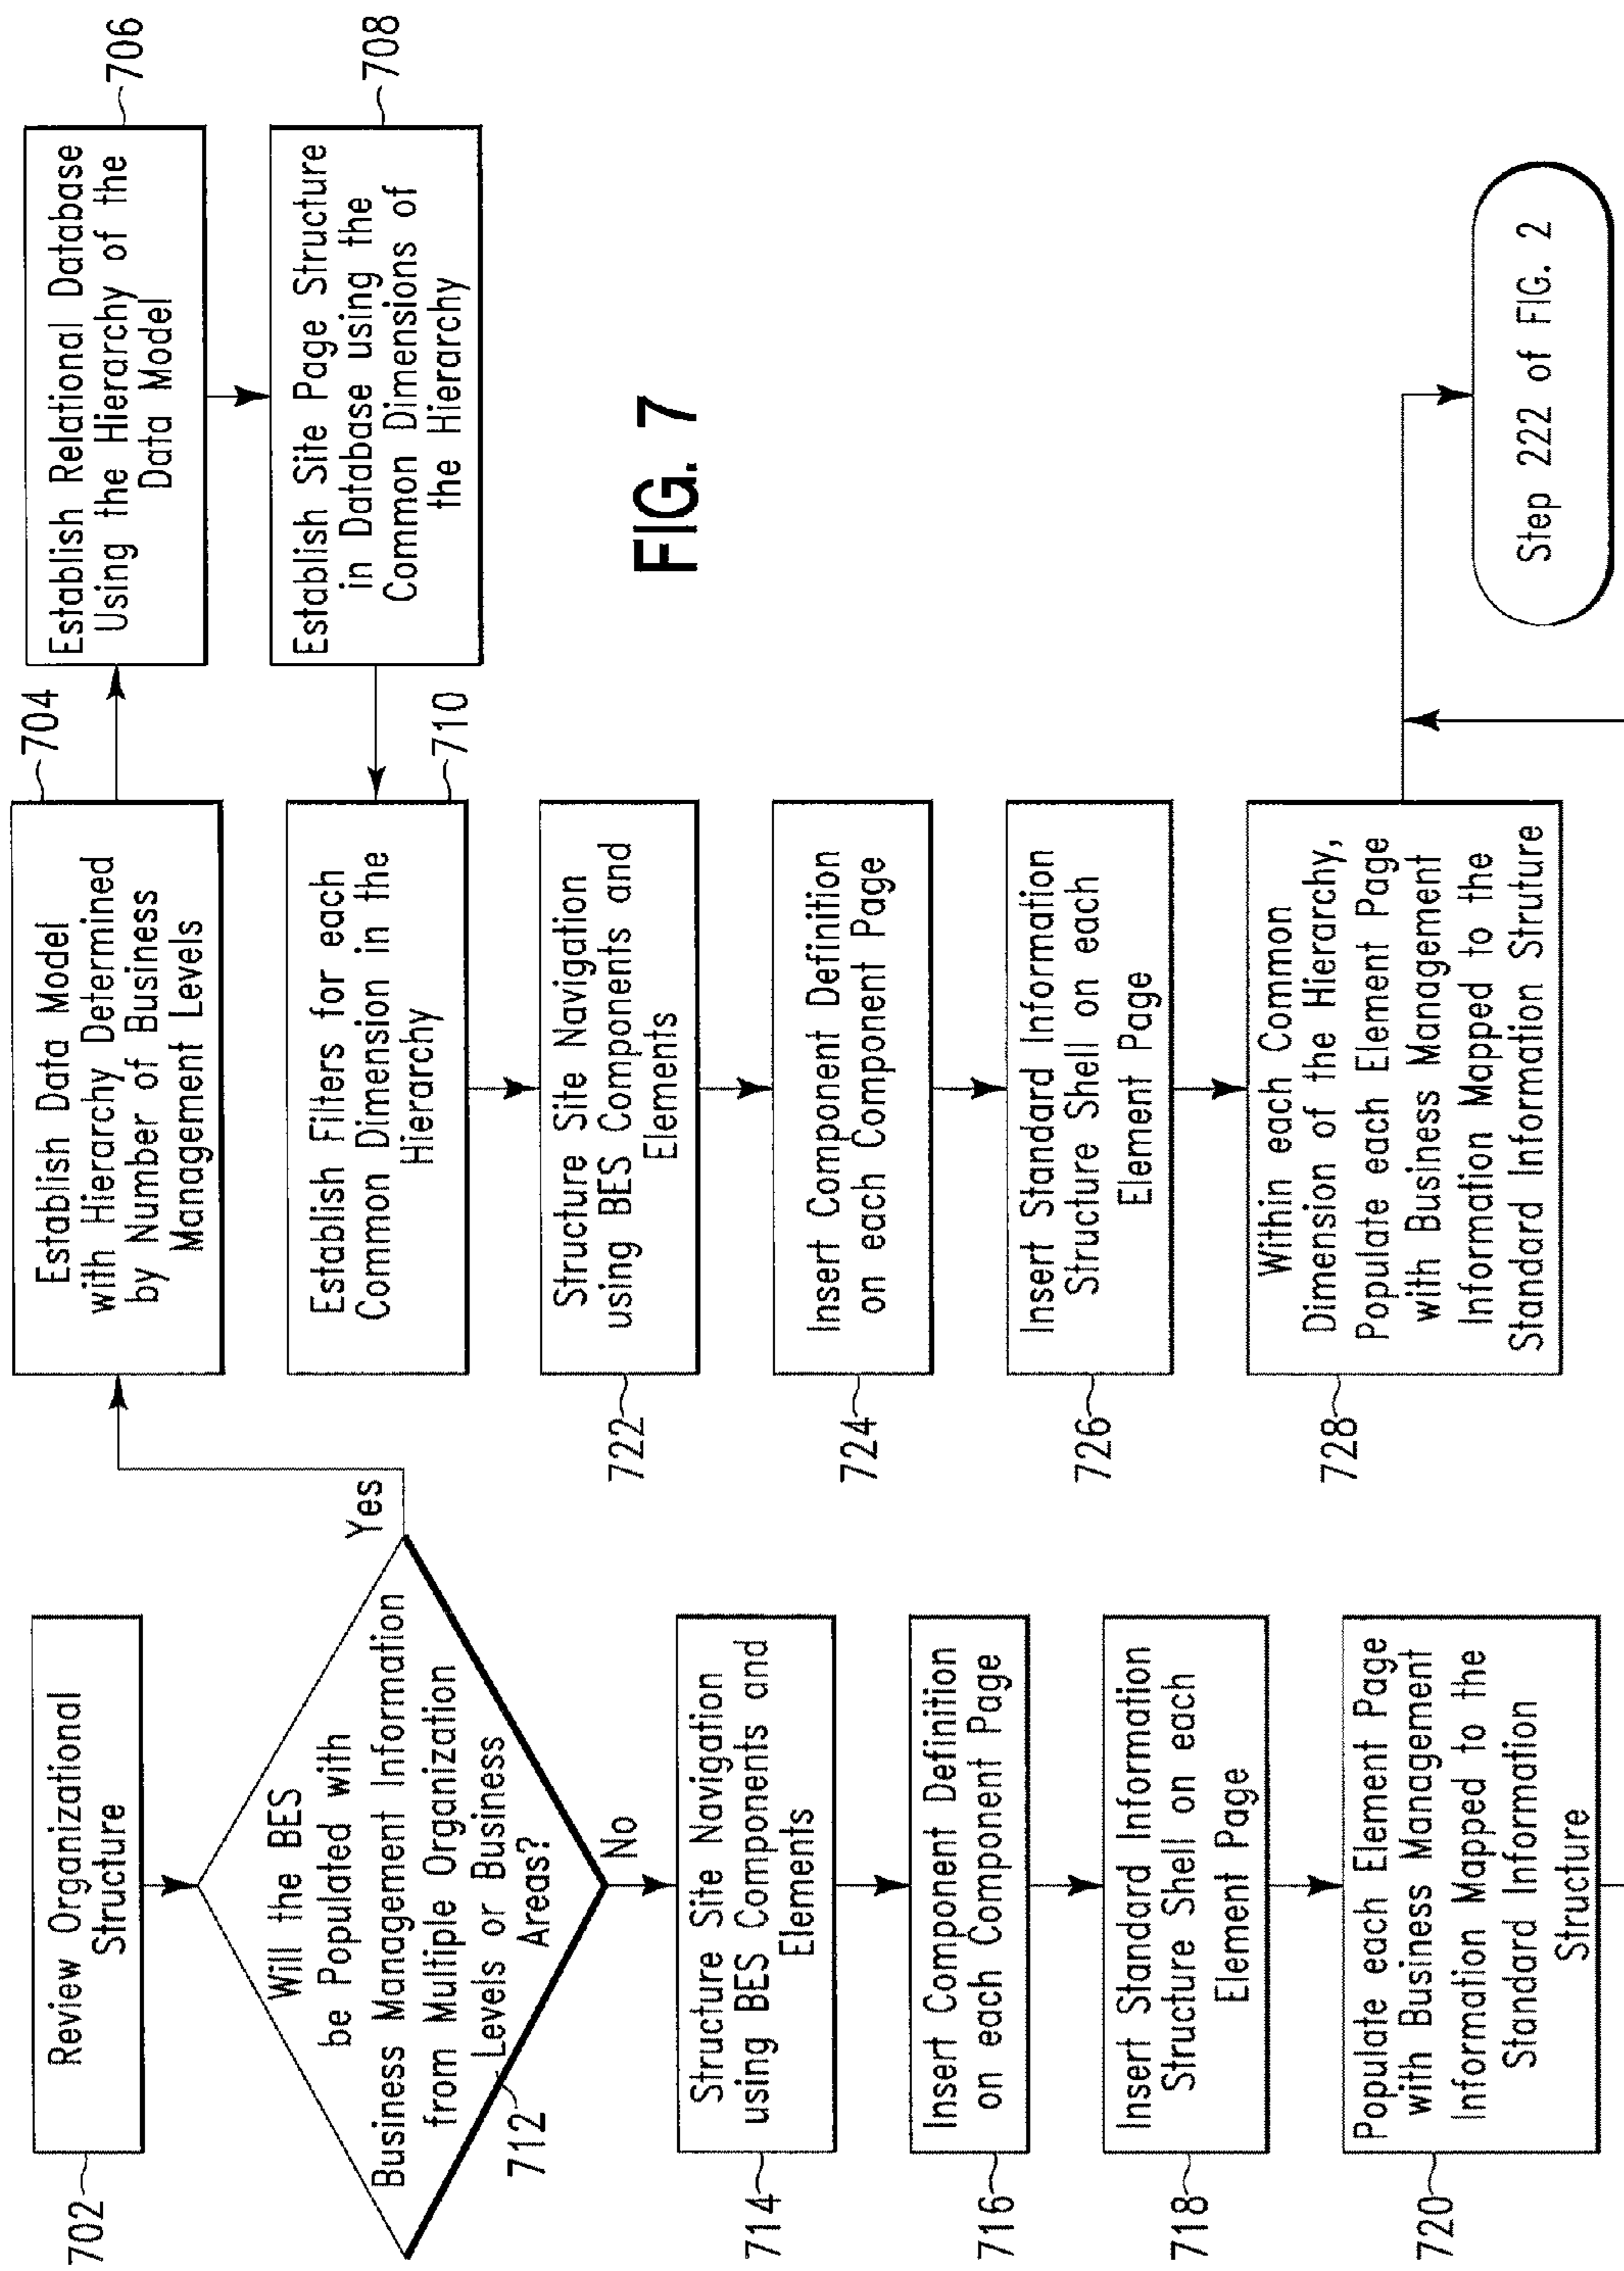 702
Review Organizational
Structure
Will the BES
be Populated with
Business Management Information
from Multiple Organization
Levels or Business
Areas?
712
Yes
No
714
Structure Site Navigation
using BES Components and
Elements
716
Insert Component Definition
on each Component Page
718
Insert Standard Information
Structure Shell on each
Element Page
720
Populate each Element Page
with Business Management
Information Mapped to the
Standard Information
Structure
704
Establish Data Model
with Hierarchy Determined
by Number of Business
Management Levels
706
Establish Relational Database
Using the Hierarchy of the
Data Model
708
Establish Site Page Structure
in Database using the
Common Dimensions of
the Hierarchy
710
Establish Filters for each
Common Dimension in the
Hierarchy
722
Structure Site Navigation
using BES Components and
Elements
724
Insert Component Definition
on each Component Page
726
Insert Standard Information
Structure Shell on each
Element Page
728
Within each Common
Dimension of the Hierarchy,
Populate each Element Page
with Business Management
Information Mapped to the
Standard Information Struture
Step 222 of FIG. 2
FIG. 7